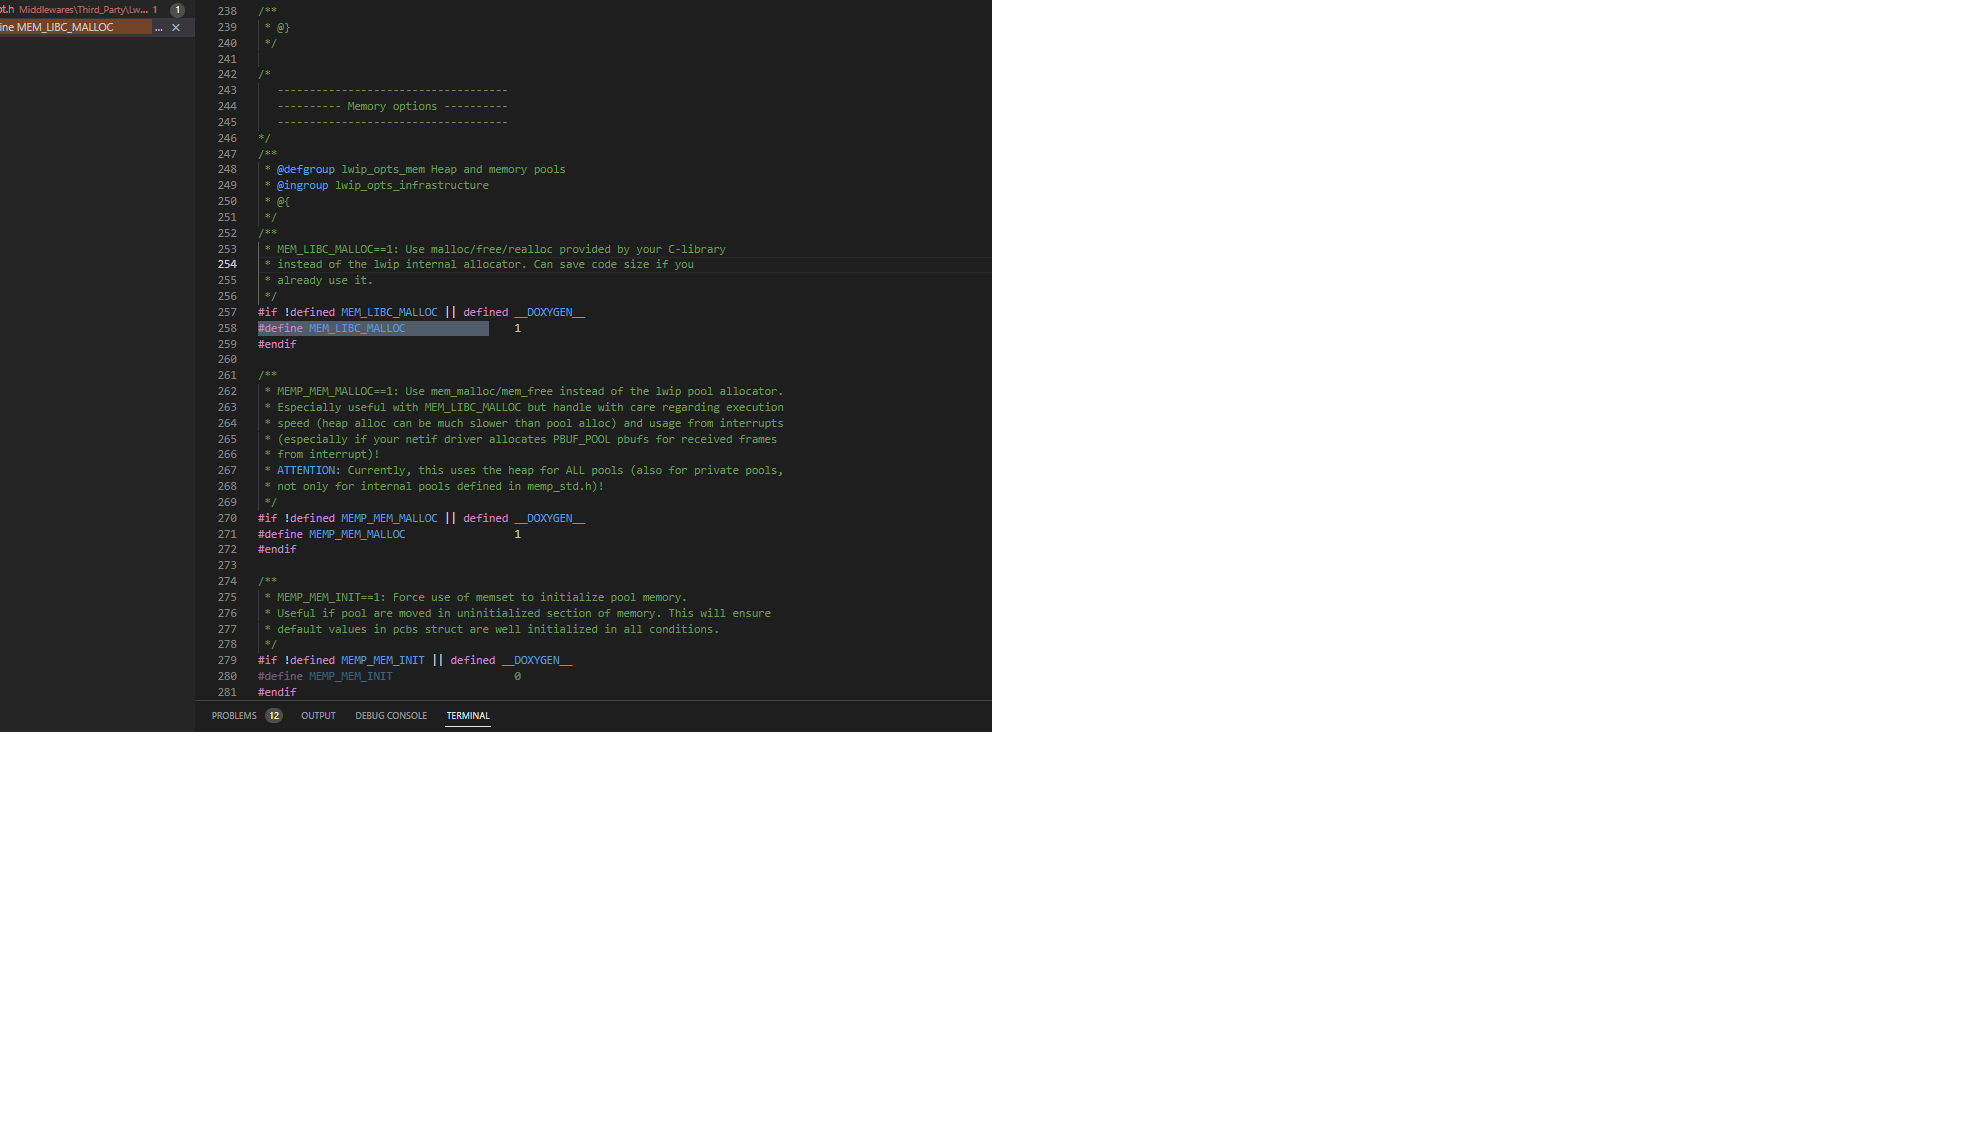 pt.h Middlewares\Third_Party\Lw... 1 1
ine MEM_LIBC_MALLOC ... ×
238 /**
239 * @}
240 */
241
242 /*
243 ------------------------------------
244 ---------- Memory options ----------
245 ------------------------------------
246 */
247 /**
248 * @defgroup lwip_opts_mem Heap and memory pools
249 * @ingroup lwip_opts_infrastructure
250 * @{
251 */
252 /**
253 * MEM_LIBC_MALLOC==1: Use malloc/free/realloc provided by your C-library
254 * instead of the lwip internal allocator. Can save code size if you
255 * already use it.
256 */
257 #if !defined MEM_LIBC_MALLOC || defined __DOXYGEN__
258 #define MEM_LIBC_MALLOC 1
259 #endif
260
261 /**
262 * MEMP_MEM_MALLOC==1: Use mem_malloc/mem_free instead of the lwip pool allocator.
263 * Especially useful with MEM_LIBC_MALLOC but handle with care regarding execution
264 * speed (heap alloc can be much slower than pool alloc) and usage from interrupts
265 * (especially if your netif driver allocates PBUF_POOL pbufs for received frames
266 * from interrupt)!
267 * ATTENTION: Currently, this uses the heap for ALL pools (also for private pools,
268 * not only for internal pools defined in memp_std.h)!
269 */
270 #if !defined MEMP_MEM_MALLOC || defined __DOXYGEN__
271 #define MEMP_MEM_MALLOC 1
272 #endif
273
274 /**
275 * MEMP_MEM_INIT==1: Force use of memset to initialize pool memory.
276 * Useful if pool are moved in uninitialized section of memory. This will ensure
277 * default values in pcbs struct are well initialized in all conditions.
278 */
279 #if !defined MEMP_MEM_INIT || defined __DOXYGEN__
280 #define MEMP_MEM_INIT 0
281 #endif
PROBLEMS 12 OUTPUT DEBUG CONSOLE TERMINAL